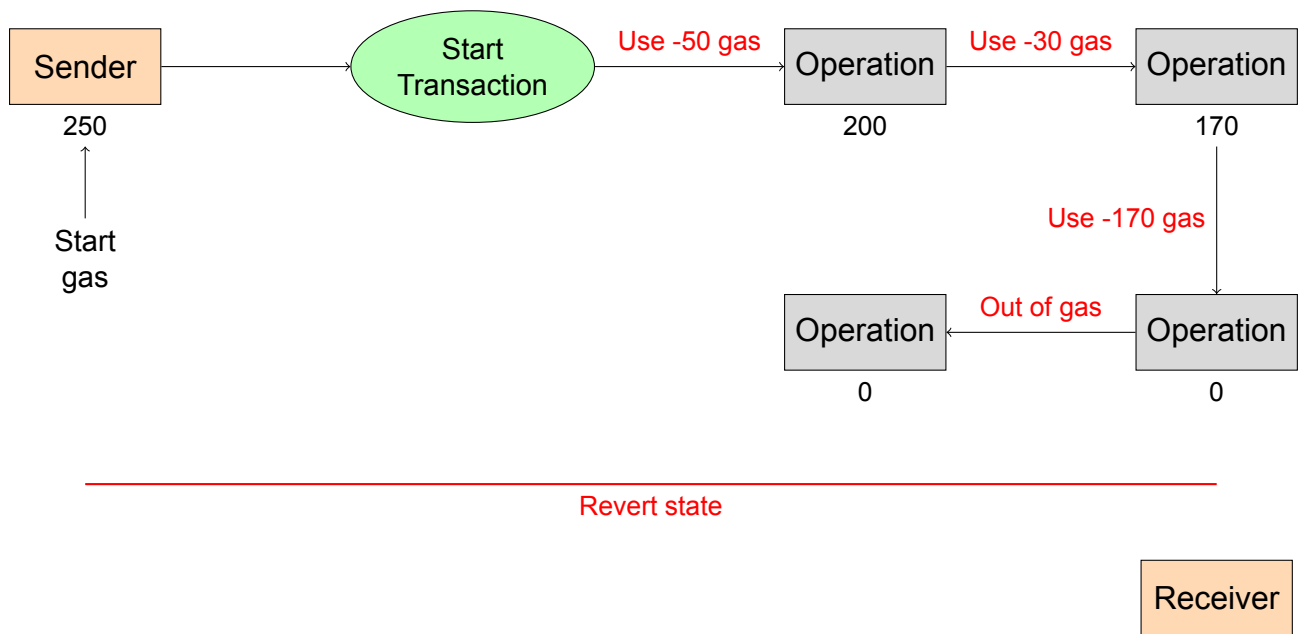 Sender
Start
Transaction
Use -50 gas
Operation
Use -30 gas
Operation
250
200
170
Start
gas
Use -170 gas
Operation
Out of gas
Operation
0
0
Revert state
Receiver